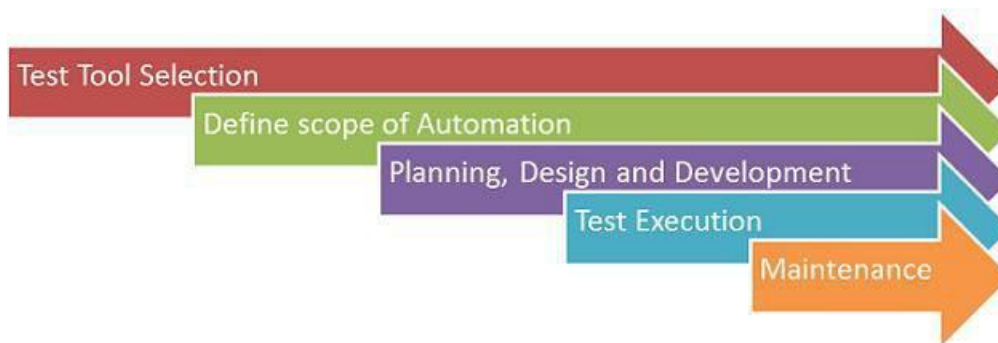 Test Tool Selection
Define scope of Automation
Planning, Design and Development
Test Execution
Maintenance